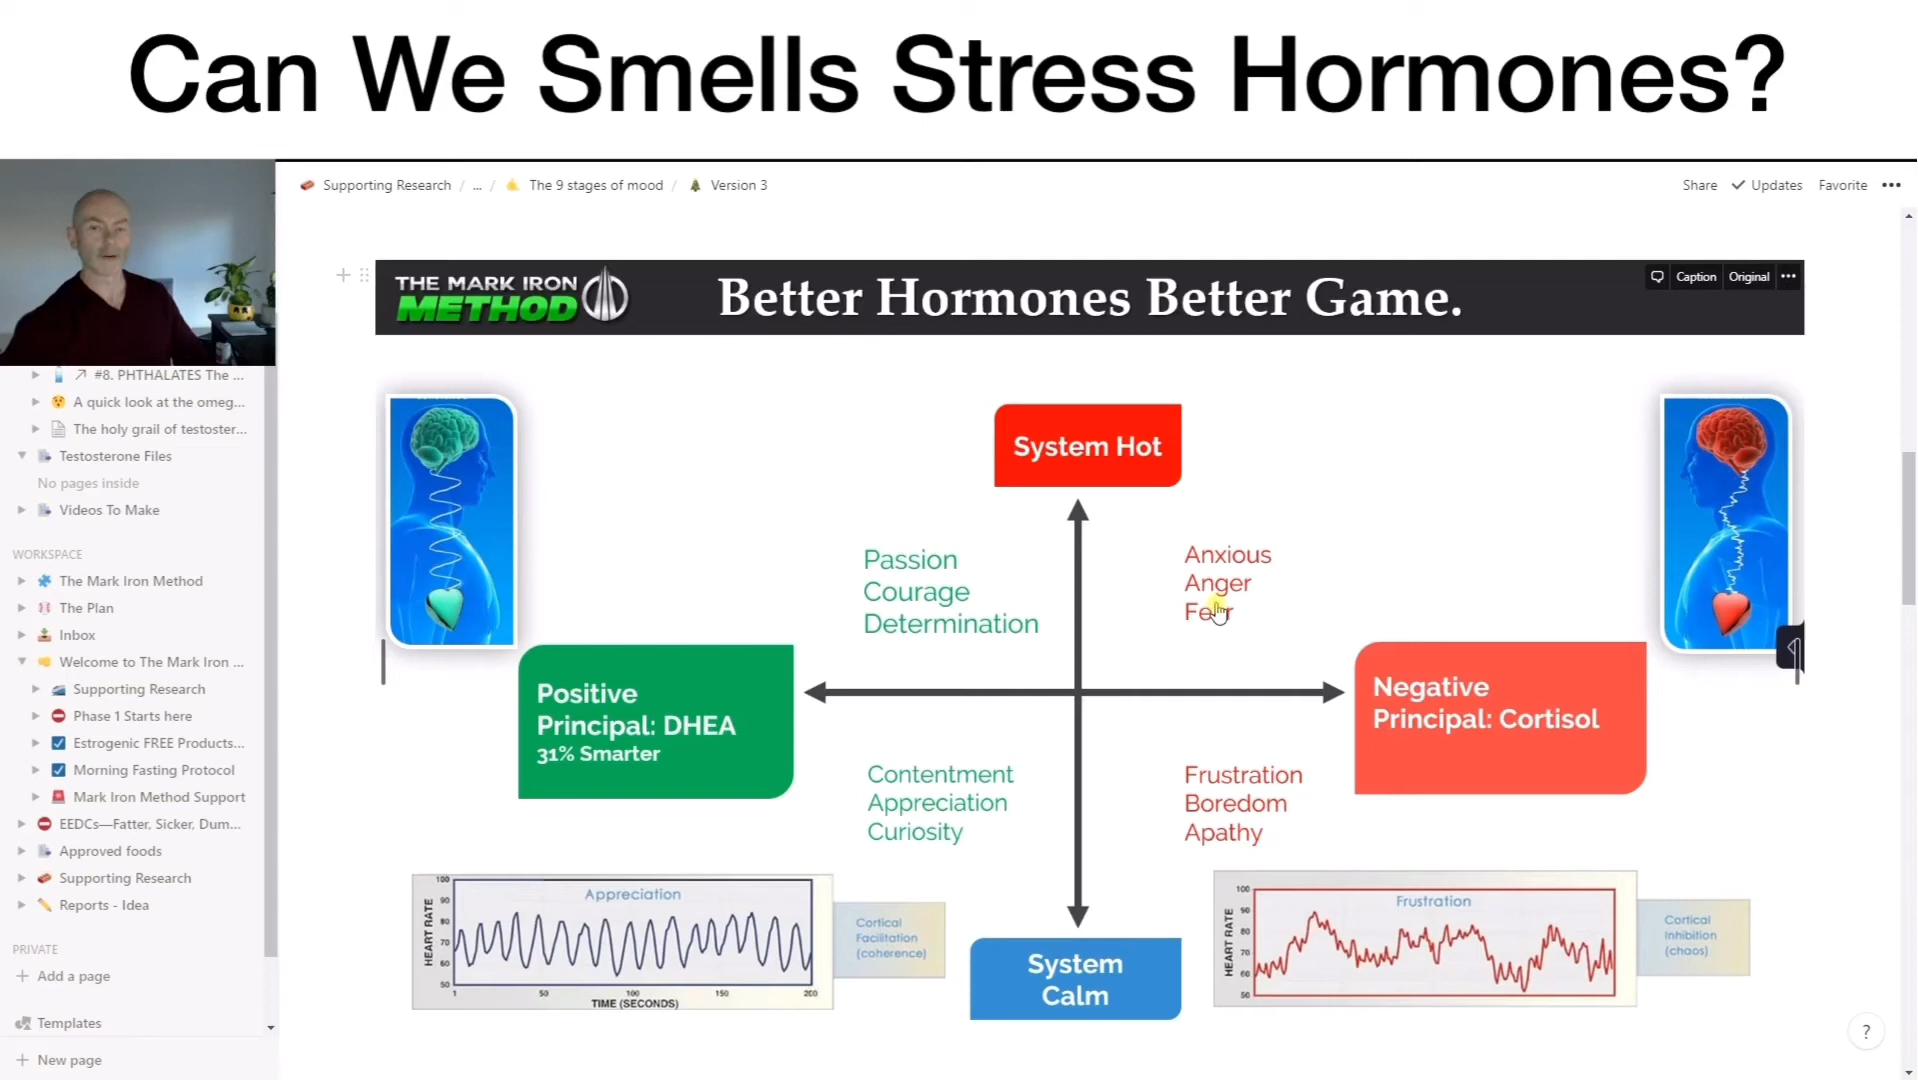 Can We Smells Stress Hormones?
Supporting Research / ... / The 9 stages of mood / Version 3
Share Updates Favorite
THE MARK IRON
METHOD
Better Hormones Better Game.
Caption Original
#8. PHTHALATES The ...
A quick look at the omeg...
The holy grail of testoster...
Testosterone Files
No pages inside
Videos To Make
WORKSPACE
The Mark Iron Method
The Plan
Inbox
Welcome to The Mark Iron ...
Supporting Research
Phase 1 Starts here
Estrogenic FREE Products...
Morning Fasting Protocol
Mark Iron Method Support
EEDCs—Fatter, Sicker, Dum...
Approved foods
Supporting Research
Reports - Idea
PRIVATE
+ Add a page
Templates
+ New page
System Hot
Passion
Courage
Determination
Anxious
Anger
Fear
Positive
Principal: DHEA
31% Smarter
Negative
Principal: Cortisol
Contentment
Appreciation
Curiosity
Frustration
Boredom
Apathy
System
Calm
Appreciation
HEART RATE
100
90
80
70
60
50
1 50 100 150 200
TIME (SECONDS)
Cortical
Facilitation
(coherence)
Frustration
HEART RATE
100
90
80
70
60
50
Cortical
Inhibition
(chaos)
?